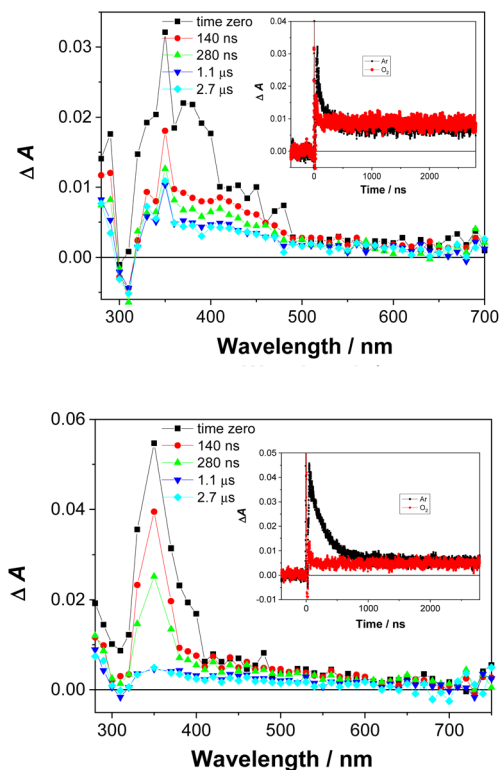 0.04
0.03
0.02
0.01
0.00
Δ A
time zero
140 ns
280 ns
1.1 μs
2.7 μs
0.04
0.03
0.02
0.01
0.00
Δ A
Ar
O₂
0 1000 2000
Time / ns
300 400 500 600 700
Wavelength / nm
0.06
0.04
0.02
0.00
Δ A
time zero
140 ns
280 ns
1.1 μs
2.7 μs
0.05
0.04
0.03
0.02
0.01
0.00
-0.01
ΔA
Ar
O₂
0 1000 2000
Time / ns
300 400 500 600 700
Wavelength / nm